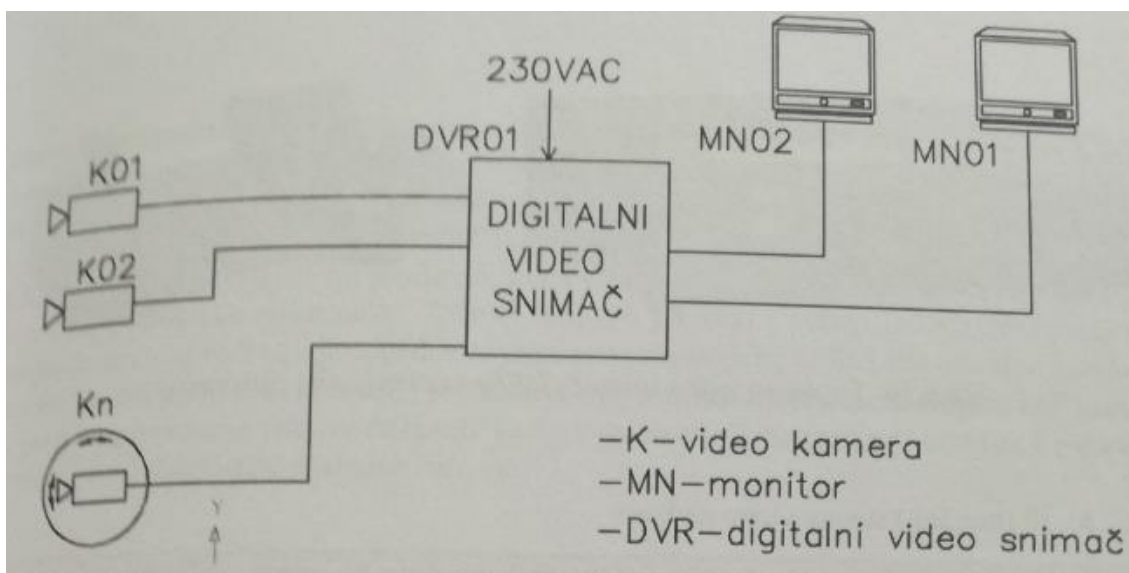 230VAC
DVR01
MN02
MN01
K01
DIGITALNI
VIDEO
SNIMAČ
K02
Kn
-K-video kamera
-MN-monitor
-DVR-digitalni video snimač
Y